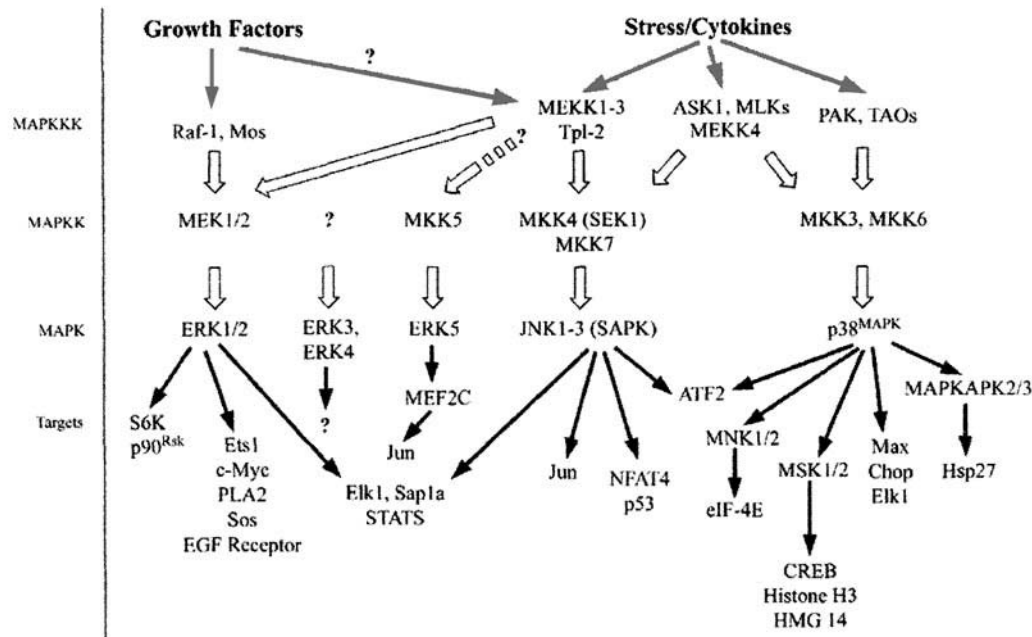 Growth Factors
Stress/Cytokines
?
MAPKKK
Raf-1, Mos
MEKK1-3
Tpl-2
?
ASK1, MLKs
MEKK4
PAK, TAOs
MAPKK
MEK1/2
?
MKK5
MKK4 (SEK1)
MKK7
MKK3, MKK6
MAPK
ERK1/2
ERK3,
ERK4
ERK5
JNK1-3 (SAPK)
p38MAPK
Targets
S6K
p90Rsk
Ets1
c-Myc
PLA2
Sos
EGF Receptor
?
MEF2C
Jun
Elk1, Sap1a
STATS
Jun
NFAT4
p53
ATF2
MNK1/2
eIF-4E
MSK1/2
CREB
Histone H3
HMG 14
Max
Chop
Elk1
MAPKAPK2/3
Hsp27